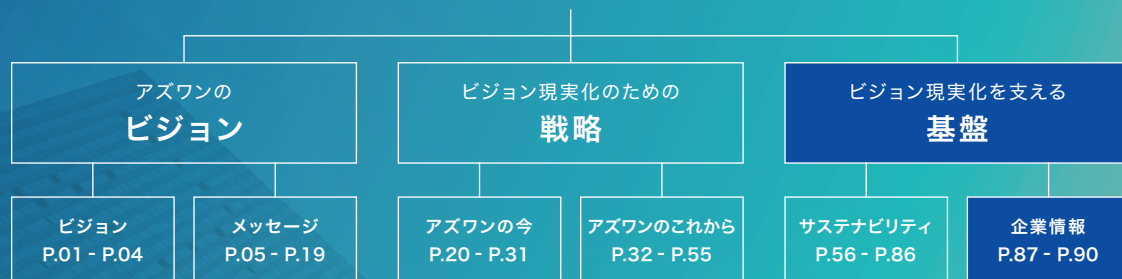 アズワンの
ビジョン
ビジョン現実化のための
戦略
ビジョン現実化を支える
基盤
ビジョン
P.01 - P.04
メッセージ
P.05 - P.19
アズワンの今
P.20 - P.31
アズワンのこれから
P.32 - P.55
サステナビリティ
P.56 - P.86
企業情報
P.87 - P.90